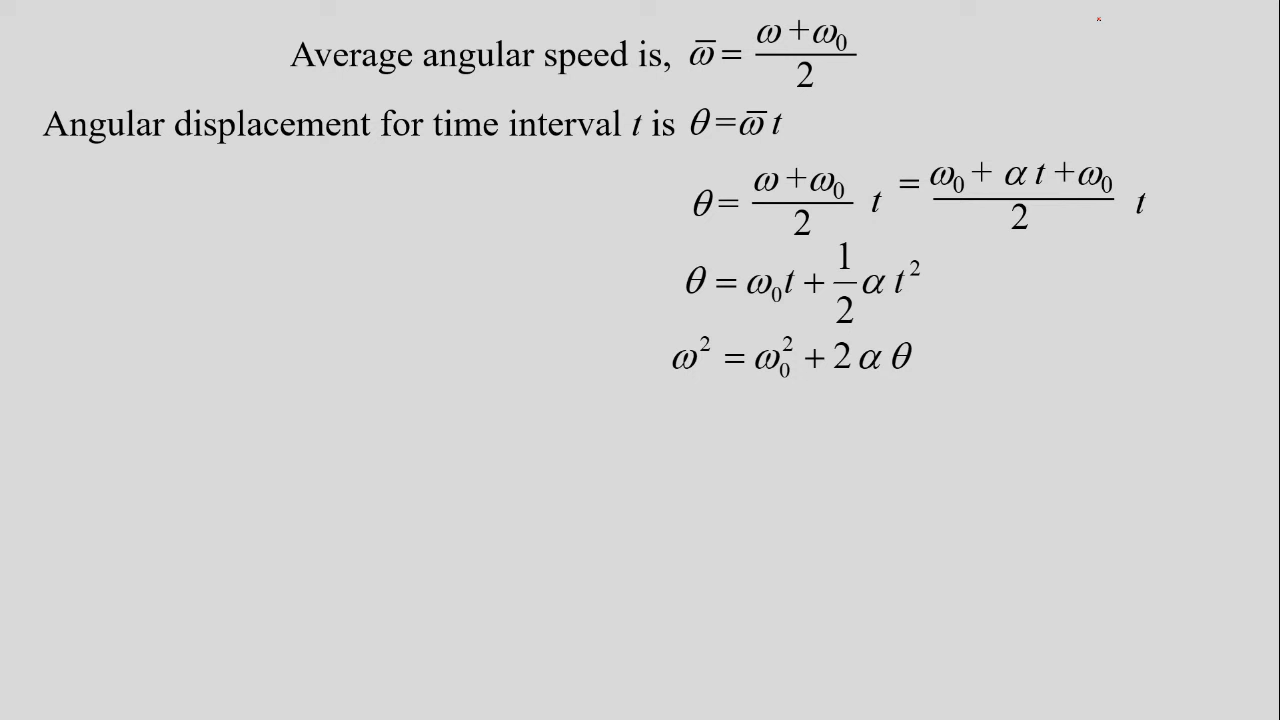 Average angular speed is, ω̅ = (ω + ω₀)/2
Angular displacement for time interval t is θ = ω̅ t
θ = (ω + ω₀)/2 t = (ω₀ + α t + ω₀)/2 t
θ = ω₀t + 1/2 α t²
ω² = ω₀² + 2 α θ